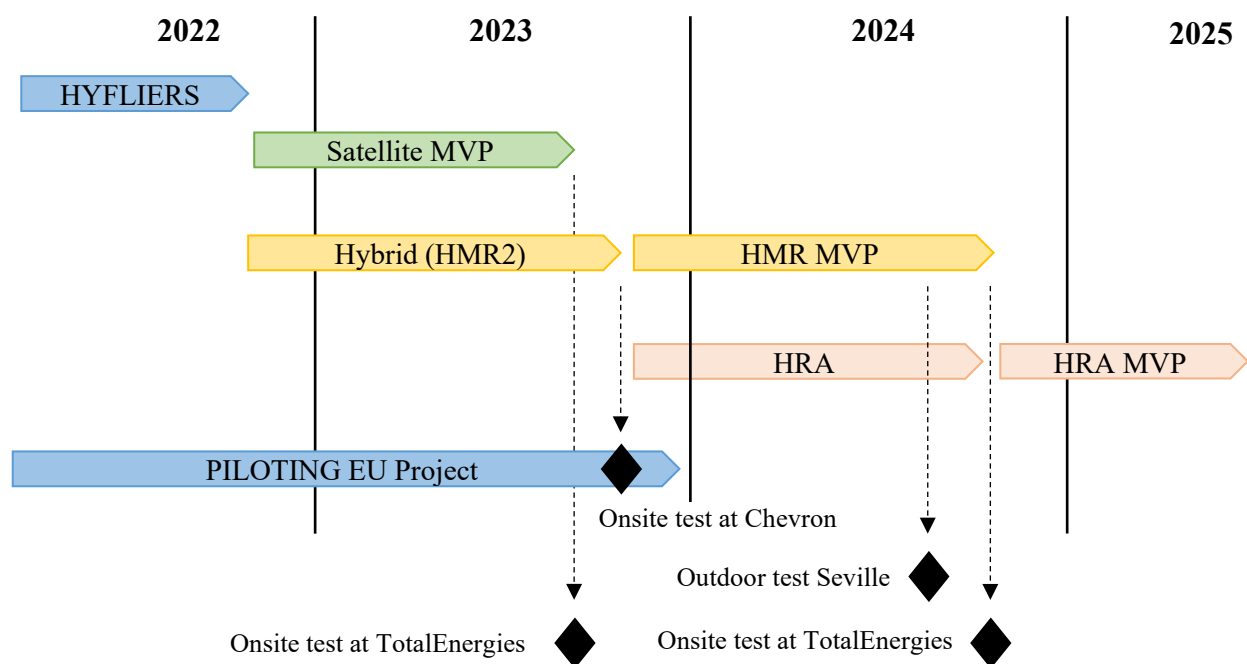 2022
2023
2024
2025
HYFLIERS
Satellite MVP
Hybrid (HMR2)
HMR MVP
HRA
HRA MVP
PILOTING EU Project
Onsite test at Chevron
Outdoor test Seville
Onsite test at TotalEnergies
Onsite test at TotalEnergies